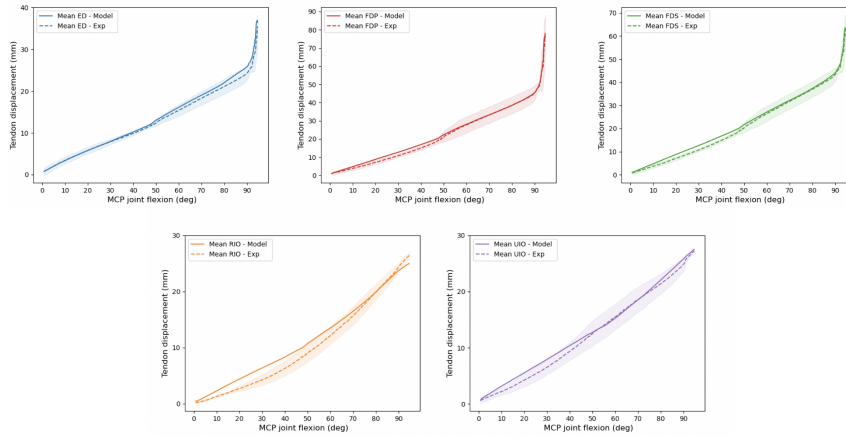 Mean ED - Model
Mean ED - Exp
Tendon displacement (mm)
0
10
20
30
40
0 10 20 30 40 50 60 70 80 90
MCP joint flexion (deg)
Mean FDP - Model
Mean FDP - Exp
Tendon displacement (mm)
0
10
20
30
40
50
60
70
80
90
0 10 20 30 40 50 60 70 80 90
MCP joint flexion (deg)
Mean FDS - Model
Mean FDS - Exp
Tendon displacement (mm)
0
10
20
30
40
50
60
70
0 10 20 30 40 50 60 70 80 90
MCP joint flexion (deg)
Mean RIO - Model
Mean RIO - Exp
Tendon displacement (mm)
0
10
20
30
0 10 20 30 40 50 60 70 80 90
MCP joint flexion (deg)
Mean UIO - Model
Mean UIO - Exp
Tendon displacement (mm)
0
10
20
30
0 10 20 30 40 50 60 70 80 90
MCP joint flexion (deg)